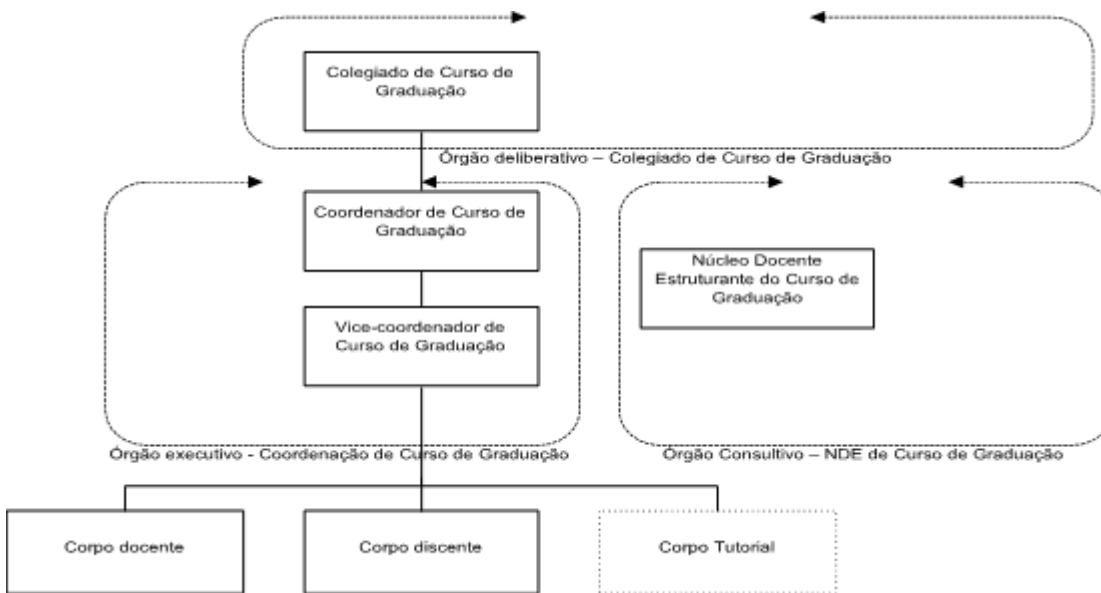 Colegiado de Curso de
Graduação
Órgão deliberativo – Colegiado de Curso de Graduação
Coordenador de Curso de
Graduação
Núcleo Docente
Estruturante do Curso de
Graduação
Vice-coordenador de
Curso de Graduação
Órgão executivo - Coordenação de Curso de Graduação
Órgão Consultivo – NDE de Curso de Graduação
Corpo docente
Corpo discente
Corpo Tutorial